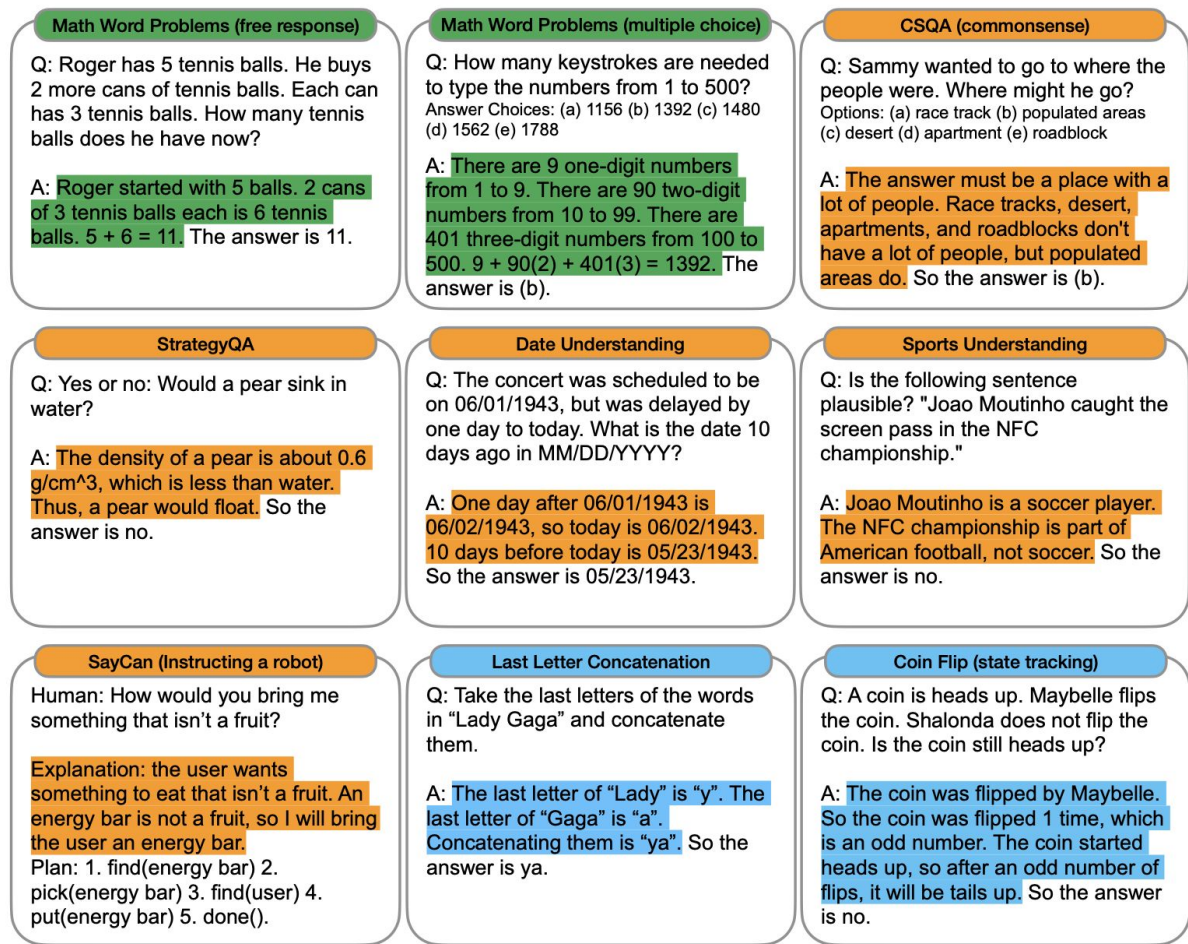 Math Word Problems (free response)
Q: Roger has 5 tennis balls. He buys
2 more cans of tennis balls. Each can
has 3 tennis balls. How many tennis
balls does he have now?
A: Roger started with 5 balls. 2 cans
of 3 tennis balls each is 6 tennis
balls. 5 + 6 = 11. The answer is 11.
Math Word Problems (multiple choice)
Q: How many keystrokes are needed
to type the numbers from 1 to 500?
Answer Choices: (a) 1156 (b) 1392 (c) 1480
(d) 1562 (e) 1788
A: There are 9 one-digit numbers
from 1 to 9. There are 90 two-digit
numbers from 10 to 99. There are
401 three-digit numbers from 100 to
500. 9 + 90(2) + 401(3) = 1392. The
answer is (b).
CSQA (commonsense)
Q: Sammy wanted to go to where the
people were. Where might he go?
Options: (a) race track (b) populated areas
(c) desert (d) apartment (e) roadblock
A: The answer must be a place with a
lot of people. Race tracks, desert,
apartments, and roadblocks don't
have a lot of people, but populated
areas do. So the answer is (b).
StrategyQA
Q: Yes or no: Would a pear sink in
water?
A: The density of a pear is about 0.6
g/cm^3, which is less than water.
Thus, a pear would float. So the
answer is no.
Date Understanding
Q: The concert was scheduled to be
on 06/01/1943, but was delayed by
one day to today. What is the date 10
days ago in MM/DD/YYYY?
A: One day after 06/01/1943 is
06/02/1943, so today is 06/02/1943.
10 days before today is 05/23/1943.
So the answer is 05/23/1943.
Sports Understanding
Q: Is the following sentence
plausible? "Joao Moutinho caught the
screen pass in the NFC
championship."
A: Joao Moutinho is a soccer player.
The NFC championship is part of
American football, not soccer. So the
answer is no.
SayCan (Instructing a robot)
Human: How would you bring me
something that isn’t a fruit?
Explanation: the user wants
something to eat that isn’t a fruit. An
energy bar is not a fruit, so I will bring
the user an energy bar.
Plan: 1. find(energy bar) 2.
pick(energy bar) 3. find(user) 4.
put(energy bar) 5. done().
Last Letter Concatenation
Q: Take the last letters of the words
in “Lady Gaga” and concatenate
them.
A: The last letter of “Lady” is “y”. The
last letter of “Gaga” is “a”.
Concatenating them is “ya”. So the
answer is ya.
Coin Flip (state tracking)
Q: A coin is heads up. Maybelle flips
the coin. Shalonda does not flip the
coin. Is the coin still heads up?
A: The coin was flipped by Maybelle.
So the coin was flipped 1 time, which
is an odd number. The coin started
heads up, so after an odd number of
flips, it will be tails up. So the answer
is no.